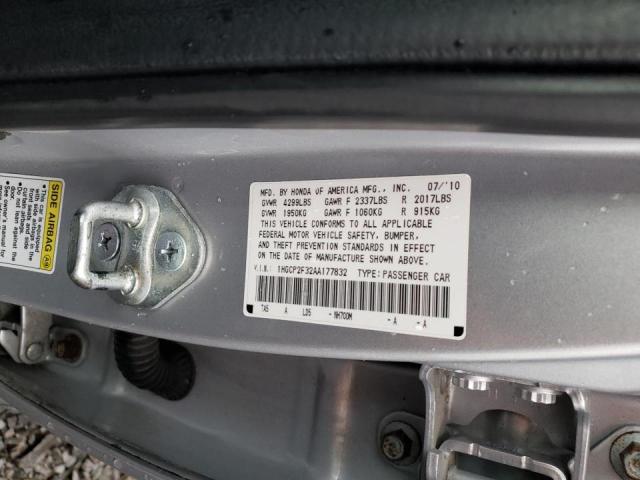 MFD. BY HONDA OF AMERICA MFG., INC. 07/'10
GVWR 4299LBS GAWR F 2337LBS R 2017LBS
GVWR 1950KG GAWR F 1060KG R 915KG
THIS VEHICLE CONFORMS TO ALL APPLICABLE
FEDERAL MOTOR VEHICLE SAFETY, BUMPER,
AND THEFT PREVENTION STANDARDS IN EFFECT
ON THE DATE OF MANUFACTURE SHOWN ABOVE.
V.I.N.: 1HGCP2F32AA177832 TYPE: PASSENGER CAR
TA5 A LD5 - NH700M - A - A
SIDE AIRBAG